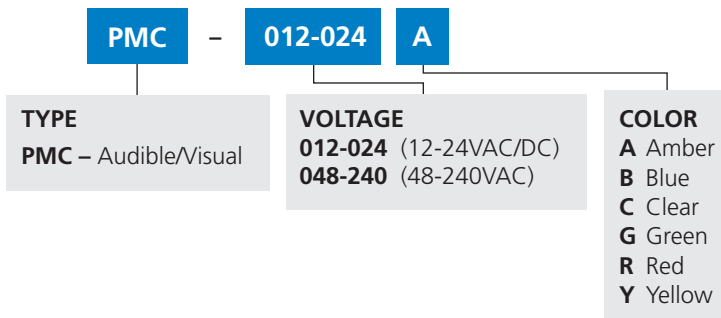 PMC – 012-024 A
TYPE
PMC – Audible/Visual
VOLTAGE
012-024 (12-24VAC/DC)
048-240 (48-240VAC)
COLOR
A Amber
B Blue
C Clear
G Green
R Red
Y Yellow